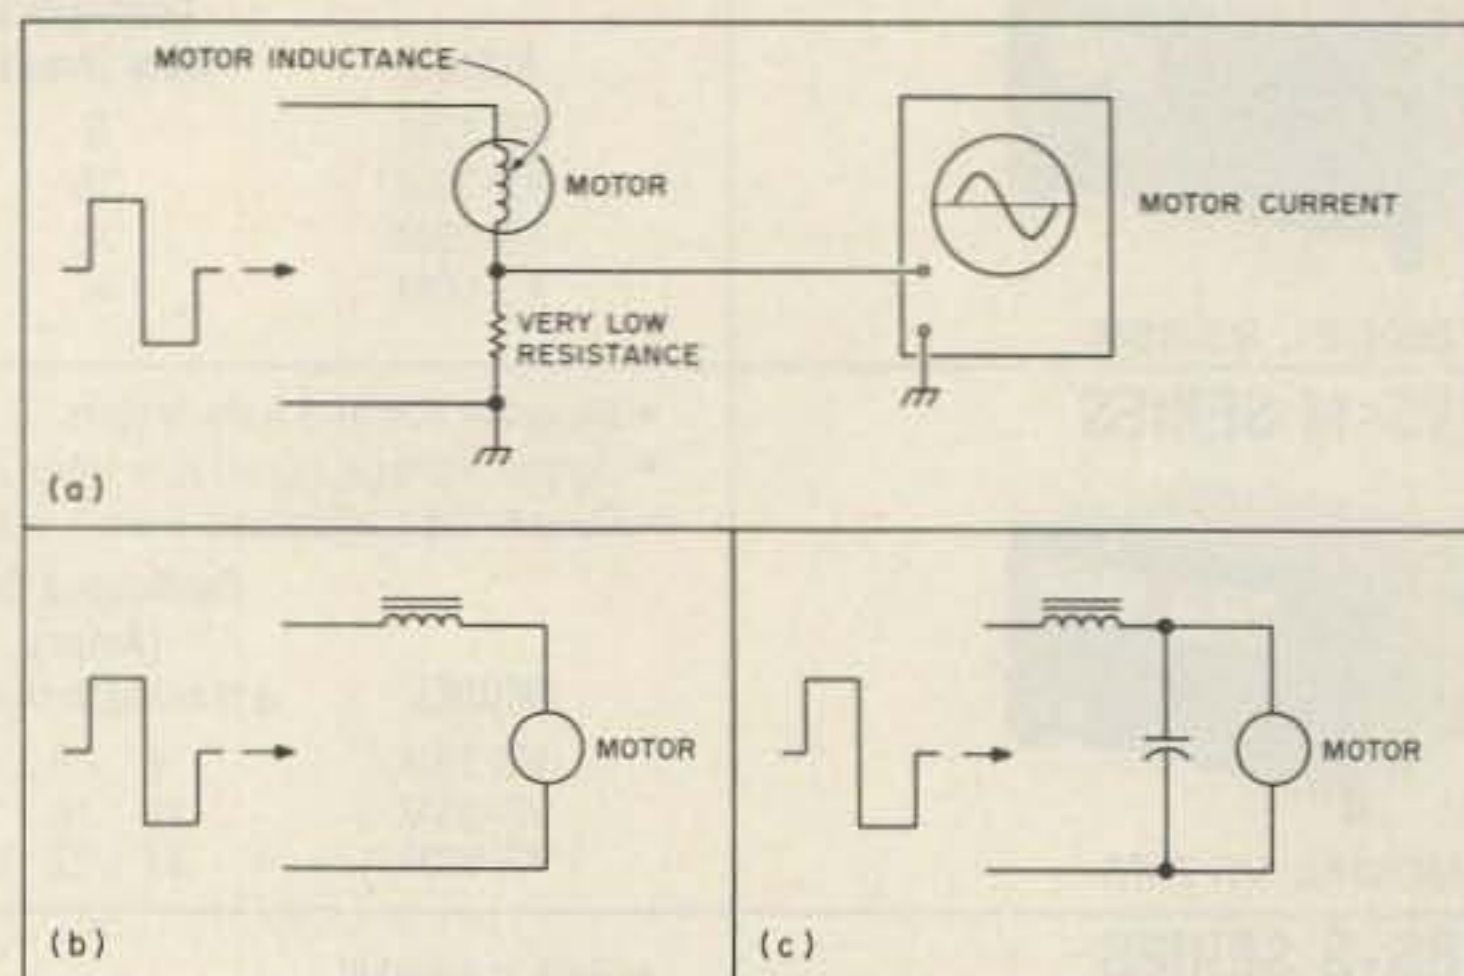 MOTOR INDUCTANCE
MOTOR
MOTOR CURRENT
VERY LOW
RESISTANCE
(a)
MOTOR
(b)
MOTOR
(c)